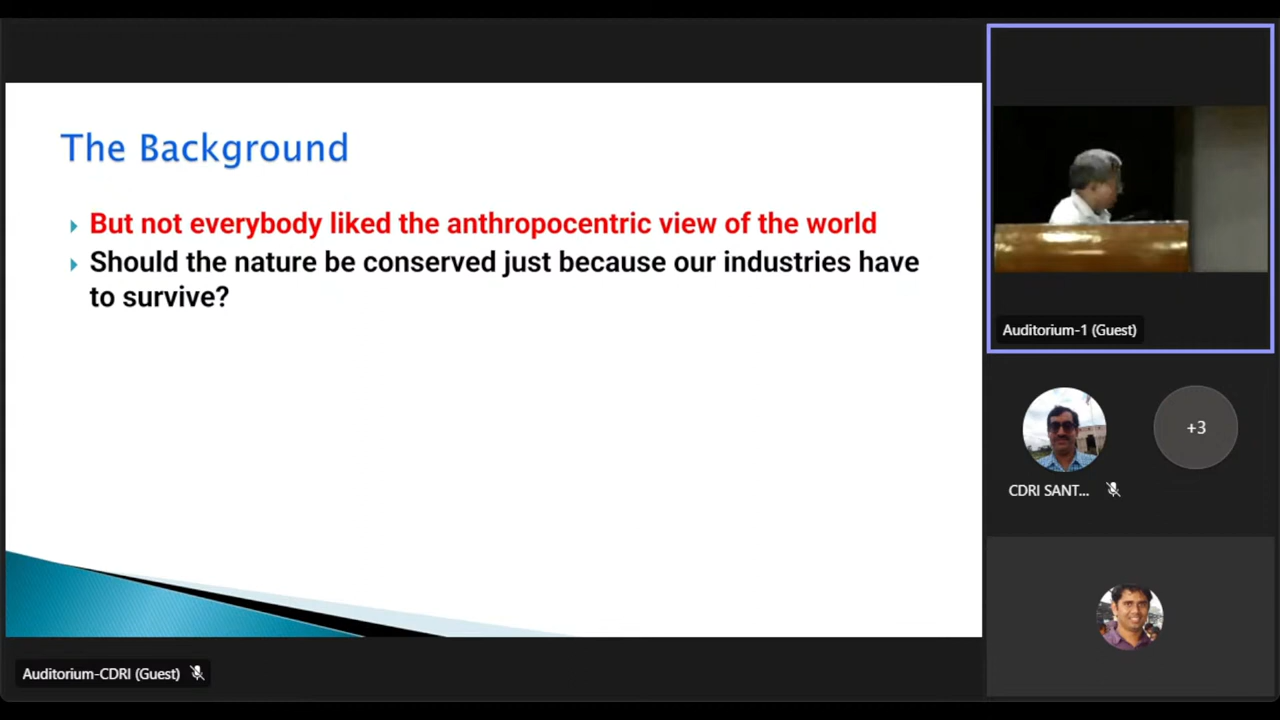 The Background
But not everybody liked the anthropocentric view of the world
Should the nature be conserved just because our industries have
to survive?
Auditorium-1 (Guest)
+3
CDRI SANT...
Auditorium-CDRI (Guest)